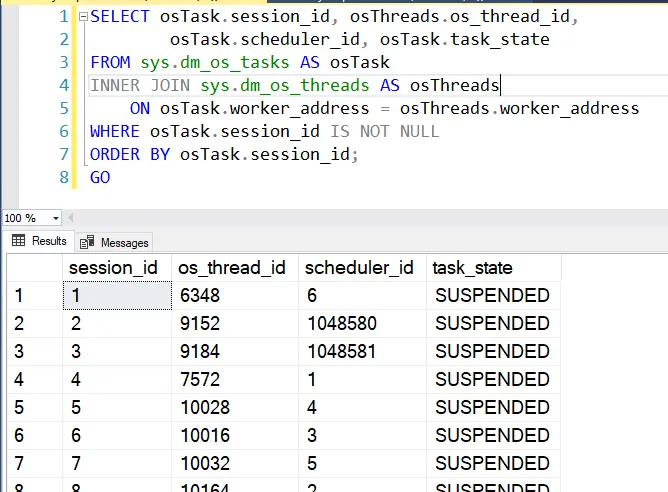 1 SELECT osTask.session_id, osThreads.os_thread_id,
2 osTask.scheduler_id, osTask.task_state
3 FROM sys.dm_os_tasks AS osTask
4 INNER JOIN sys.dm_os_threads AS osThreads
5 ON osTask.worker_address = osThreads.worker_address
6 WHERE osTask.session_id IS NOT NULL
7 ORDER BY osTask.session_id;
8 GO
100 %
Results Messages
session_id os_thread_id scheduler_id task_state
1 1 6348 6 SUSPENDED
2 2 9152 1048580 SUSPENDED
3 3 9184 1048581 SUSPENDED
4 4 7572 1 SUSPENDED
5 5 10028 4 SUSPENDED
6 6 10016 3 SUSPENDED
7 7 10032 5 SUSPENDED
8 8 10164 2 SUSPENDED